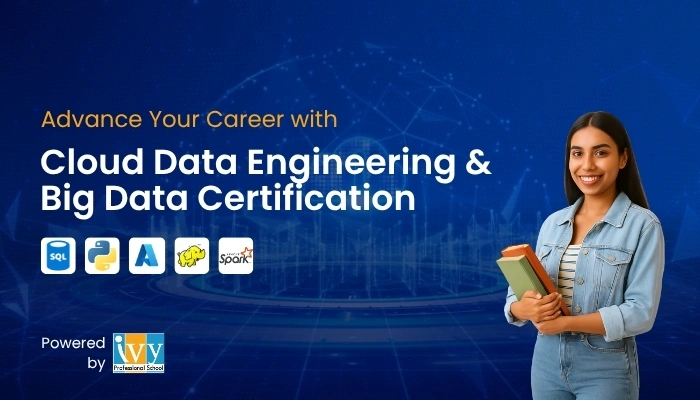 Advance Your Career with
Cloud Data Engineering &
Big Data Certification
SQL
Spark
Powered
by
ivy
Professional School